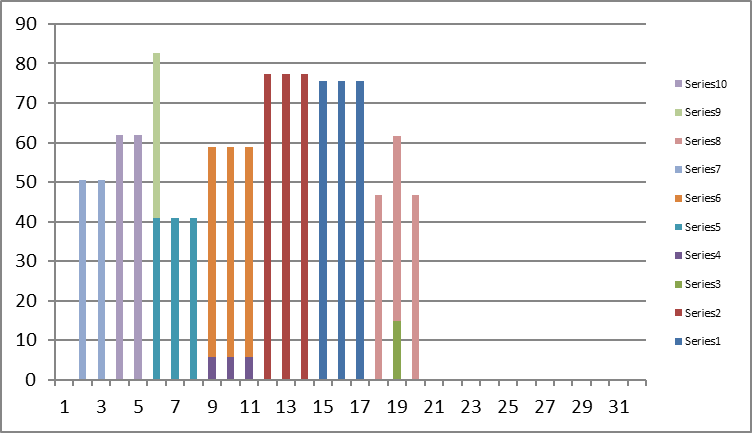 90
80
70
60
50
40
30
20
10
0
1 3 5 7 9 11 13 15 17 19 21 23 25 27 29 31
Series10
Series9
Series8
Series7
Series6
Series5
Series4
Series3
Series2
Series1